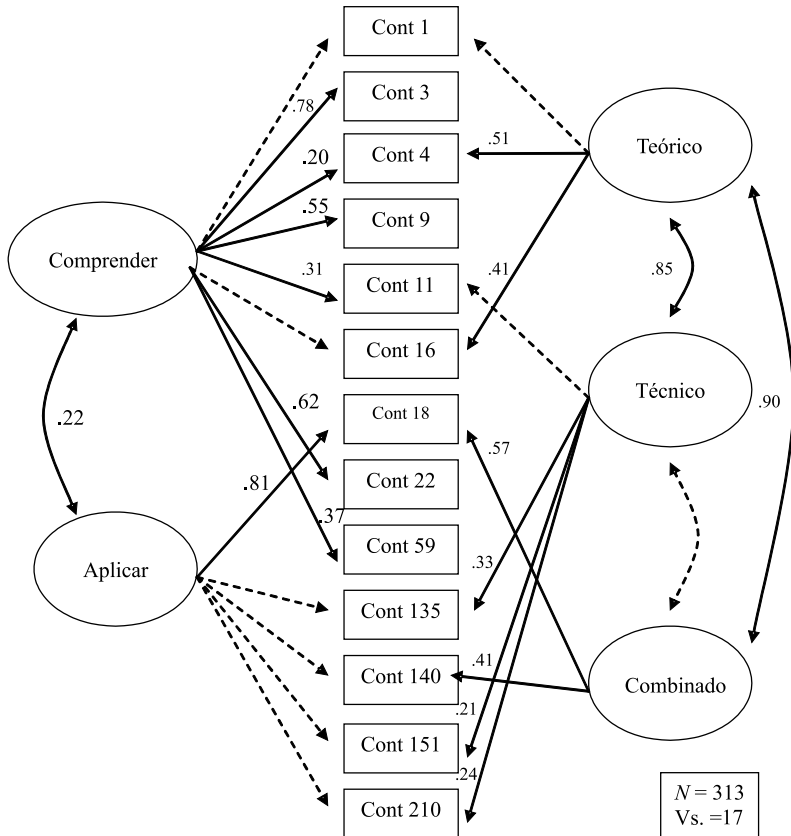 Cont 1
Cont 3
.78
Teórico
.51
Cont 4
.20
.55
Cont 9
Comprender
.31
Cont 11
.41
.85
Cont 16
Técnico
.22
.62
Cont 18
.57
.90
.81
Cont 22
.37
Cont 59
Aplicar
.33
Cont 135
Cont 140
.41
Combinado
.21
Cont 151
.24
Cont 210
N = 313
Vs. =17